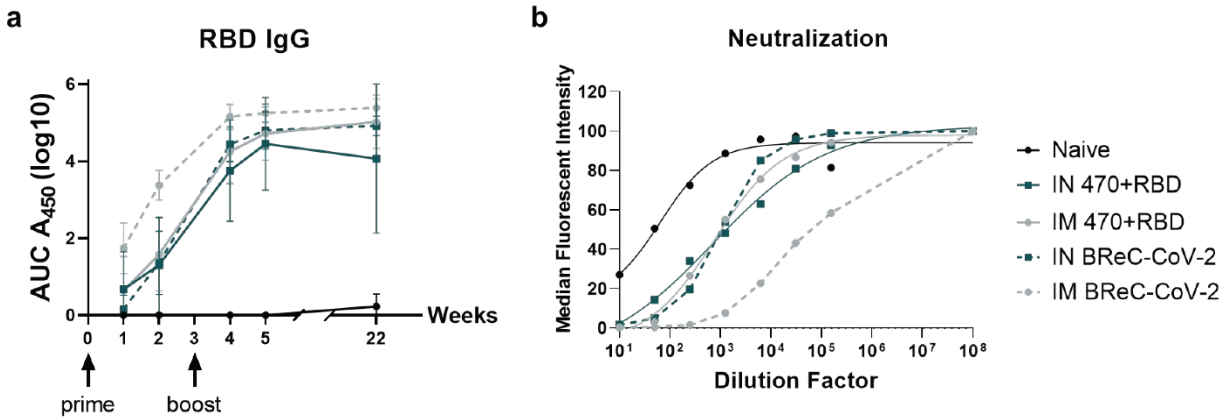 a
RBD IgG
AUC A450 (log10)
6
4
2
0
0 1 2 3 4 5 22
Weeks
prime boost
b
Neutralization
Median Fluorescent Intensity
120
100
80
60
40
20
0
10¹ 10² 10³ 10⁴ 10⁵ 10⁶ 10⁷ 10⁸
Dilution Factor
Naive
IN 470+RBD
IM 470+RBD
IN BReC-CoV-2
IM BReC-CoV-2